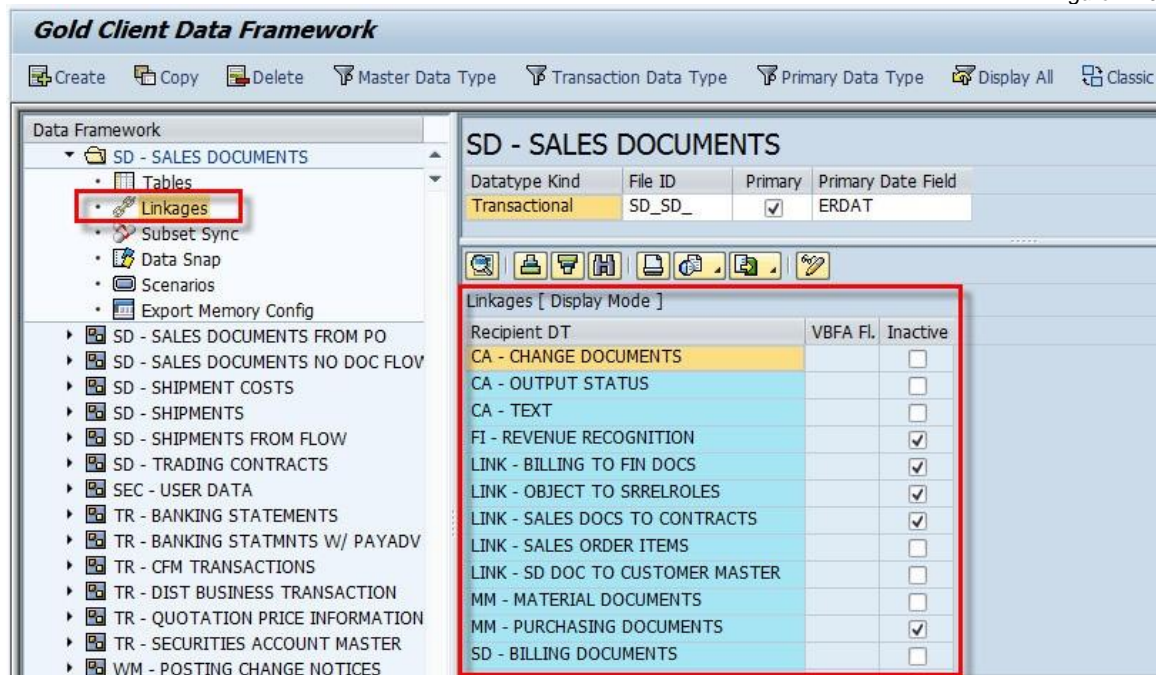 Gold Client Data Framework
Create Copy Delete Master Data Type Transaction Data Type Primary Data Type Display All Classic
Data Framework
SD - SALES DOCUMENTS
Tables
Linkages
Subset Sync
Data Snap
Scenarios
Export Memory Config
SD - SALES DOCUMENTS FROM PO
SD - SALES DOCUMENTS NO DOC FLOW
SD - SHIPMENT COSTS
SD - SHIPMENTS
SD - SHIPMENTS FROM FLOW
SD - TRADING CONTRACTS
SEC - USER DATA
TR - BANKING STATEMENTS
TR - BANKING STATMNTS W/ PAYADV
TR - CFM TRANSACTIONS
TR - DIST BUSINESS TRANSACTION
TR - QUOTATION PRICE INFORMATION
TR - SECURITIES ACCOUNT MASTER
WM - POSTING CHANGE NOTICES
SD - SALES DOCUMENTS
Datatype Kind File ID Primary Primary Date Field
Transactional SD_SD_ ERDAT
Linkages [ Display Mode ]
Recipient DT VBFA Fl. Inactive
CA - CHANGE DOCUMENTS
CA - OUTPUT STATUS
CA - TEXT
FI - REVENUE RECOGNITION
LINK - BILLING TO FIN DOCS
LINK - OBJECT TO SRRELROLES
LINK - SALES DOCS TO CONTRACTS
LINK - SALES ORDER ITEMS
LINK - SD DOC TO CUSTOMER MASTER
MM - MATERIAL DOCUMENTS
MM - PURCHASING DOCUMENTS
SD - BILLING DOCUMENTS